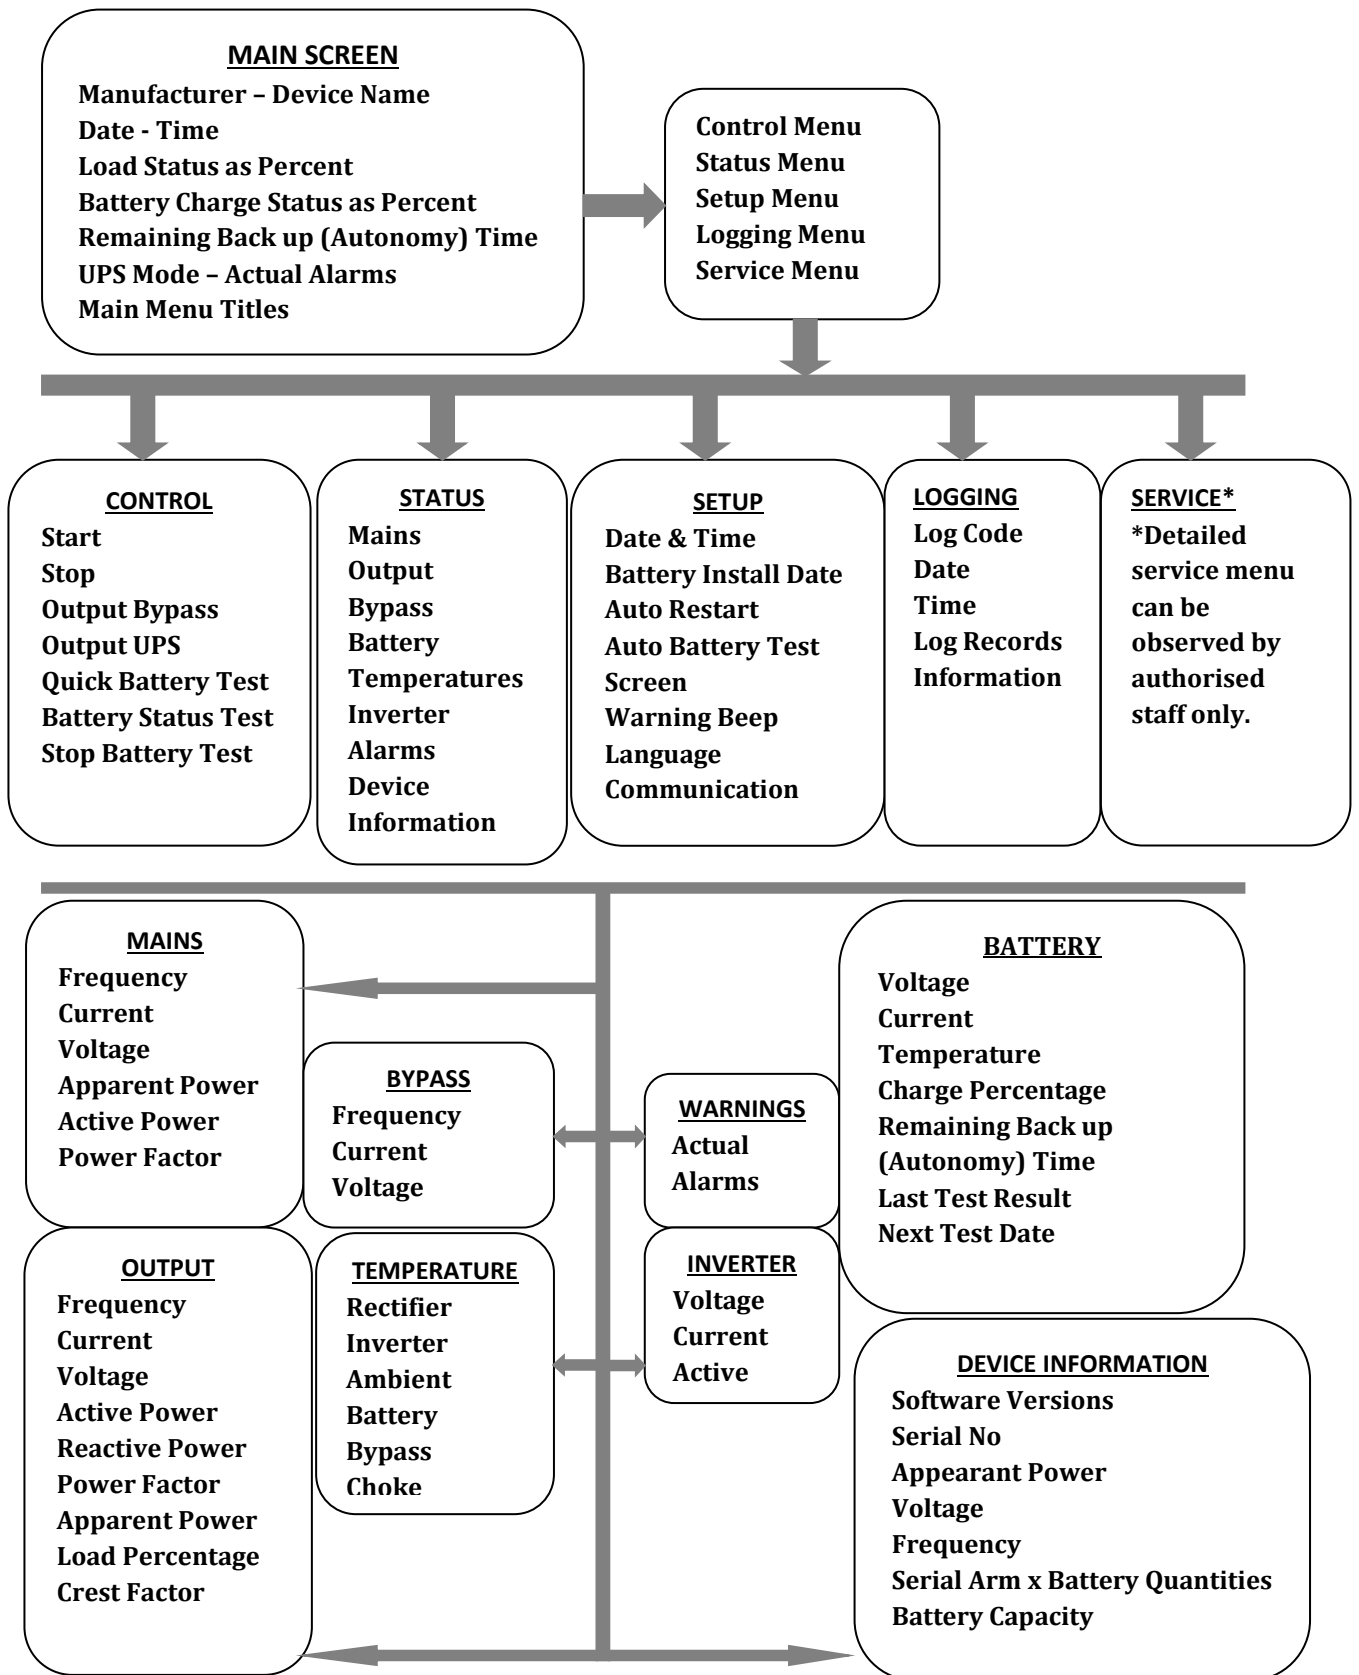 MAIN SCREEN
Manufacturer – Device Name
Date - Time
Load Status as Percent
Battery Charge Status as Percent
Remaining Back up (Autonomy) Time
UPS Mode – Actual Alarms
Main Menu Titles
Control Menu
Status Menu
Setup Menu
Logging Menu
Service Menu
CONTROL
Start
Stop
Output Bypass
Output UPS
Quick Battery Test
Battery Status Test
Stop Battery Test
STATUS
Mains
Output
Bypass
Battery
Temperatures
Inverter
Alarms
Device
Information
SETUP
Date & Time
Battery Install Date
Auto Restart
Auto Battery Test
Screen
Warning Beep
Language
Communication
LOGGING
Log Code
Date
Time
Log Records
Information
SERVICE*
*Detailed
service menu
can be
observed by
authorised
staff only.
MAINS
Frequency
Current
Voltage
Apparent Power
Active Power
Power Factor
BYPASS
Frequency
Current
Voltage
WARNINGS
Actual
Alarms
BATTERY
Voltage
Current
Temperature
Charge Percentage
Remaining Back up
(Autonomy) Time
Last Test Result
Next Test Date
OUTPUT
Frequency
Current
Voltage
Active Power
Reactive Power
Power Factor
Apparent Power
Load Percentage
Crest Factor
TEMPERATURE
Rectifier
Inverter
Ambient
Battery
Bypass
Choke
INVERTER
Voltage
Current
Active
DEVICE INFORMATION
Software Versions
Serial No
Appearant Power
Voltage
Frequency
Serial Arm x Battery Quantities
Battery Capacity